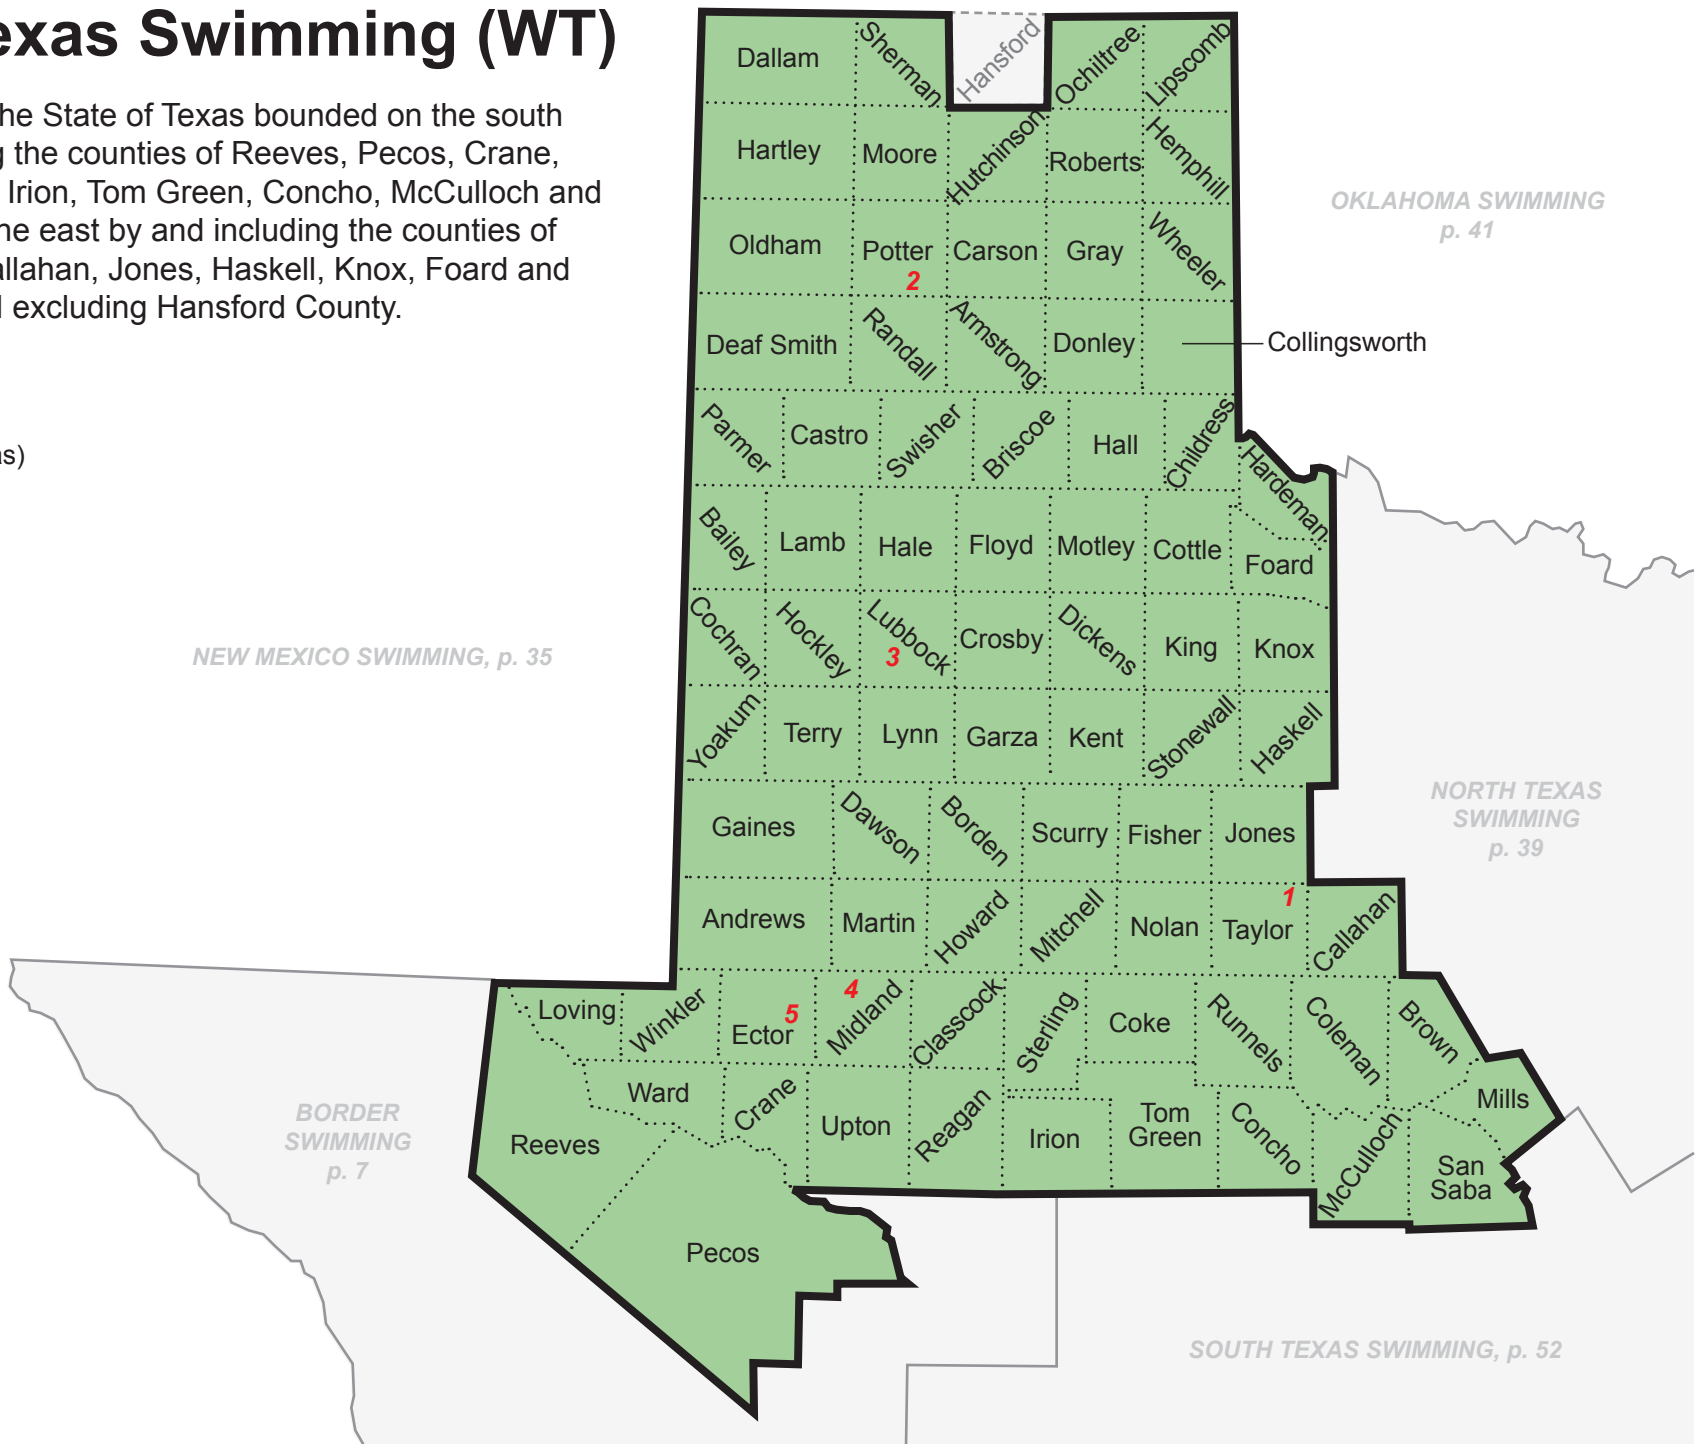 exas Swimming (WT)
he State of Texas bounded on the south
g the counties of Reeves, Pecos, Crane,
Irion, Tom Green, Concho, McCulloch and
he east by and including the counties of
allahan, Jones, Haskell, Knox, Foard and
excluding Hansford County.
as)
Dallam
Sherman
Hansford
Ochiltree
Lipscomb
Hartley
Moore
Hutchinson
Roberts
Hemphill
OKLAHOMA SWIMMING
p. 41
Oldham
Potter
2
Carson
Gray
Wheeler
Deaf Smith
Randall
Armstrong
Donley
Collingsworth
Parmer
Castro
Swisher
Briscoe
Hall
Childress
Hardeman
Bailey
Lamb
Hale
Floyd
Motley
Cottle
Foard
NEW MEXICO SWIMMING, p. 35
Cochran
Hockley
Lubbock
3
Crosby
Dickens
King
Knox
Yoakum
Terry
Lynn
Garza
Kent
Stonewall
Haskell
NORTH TEXAS
SWIMMING
p. 39
Gaines
Dawson
Borden
Scurry
Fisher
Jones
Andrews
Martin
Howard
Mitchell
Nolan
1
Taylor
Callahan
Loving
Winkler
5
Ector
4
Midland
Classcock
Sterling
Coke
Runnels
Coleman
Brown
Mills
BORDER
SWIMMING
p. 7
Reeves
Ward
Crane
Upton
Reagan
Irion
Tom
Green
Concho
McCulloch
San
Saba
Pecos
SOUTH TEXAS SWIMMING, p. 52